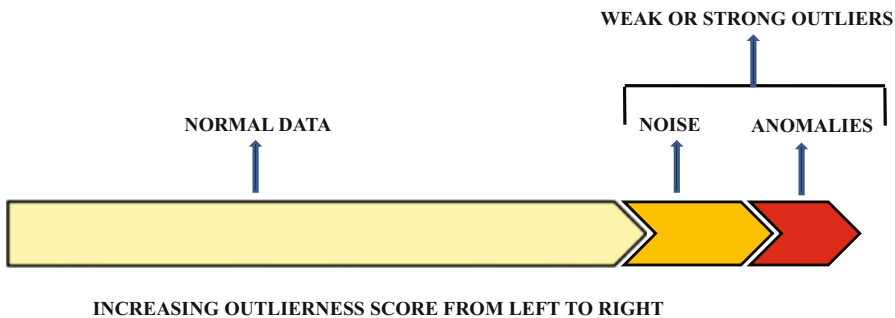 WEAK OR STRONG OUTLIERS
NORMAL DATA
NOISE
ANOMALIES
INCREASING OUTLIERNESS SCORE FROM LEFT TO RIGHT